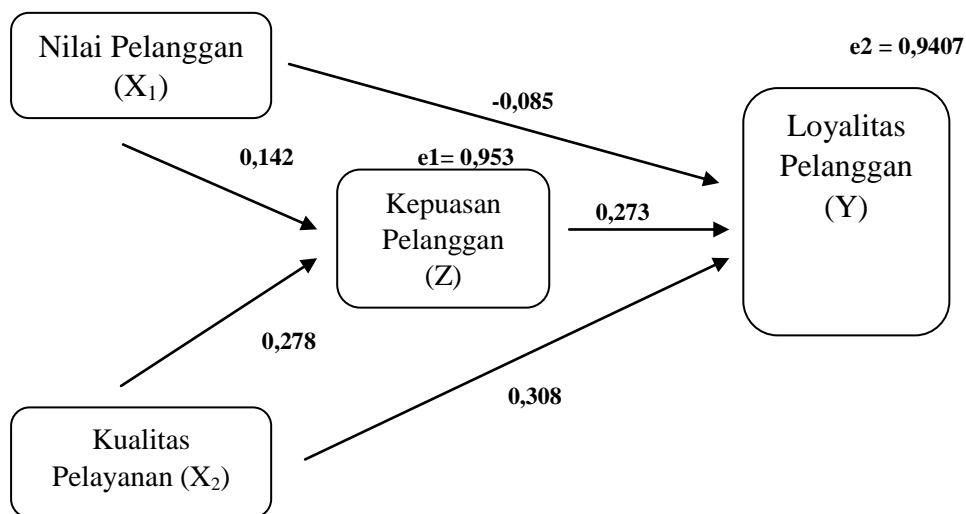 Nilai Pelanggan
(X₁)
e2 = 0,9407
-0,085
Loyalitas
Pelanggan
(Y)
0,142
e1= 0,953
Kepuasan
Pelanggan
(Z)
0,273
0,278
0,308
Kualitas
Pelayanan (X₂)